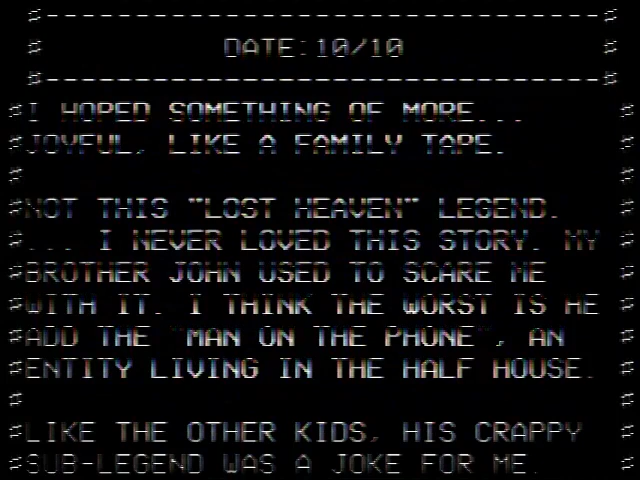 #--------------------------------#
# DATE:10/10 #
#--------------------------------#
#I HOPED SOMETHING OF MORE... #
#JOYFUL, LIKE A FAMILY TAPE. #
# #
#NOT THIS "LOST HEAVEN" LEGEND. #
#... I NEVER LOVED THIS STORY. MY #
#BROTHER JOHN USED TO SCARE ME #
#WITH IT. I THINK THE WORST IS HE #
#ADD THE "MAN ON THE PHONE", AN #
#ENTITY LIVING IN THE HALF HOUSE. #
# #
#LIKE THE OTHER KIDS, HIS CRAPPY #
#SUB-LEGEND WAS A JOKE FOR ME. #